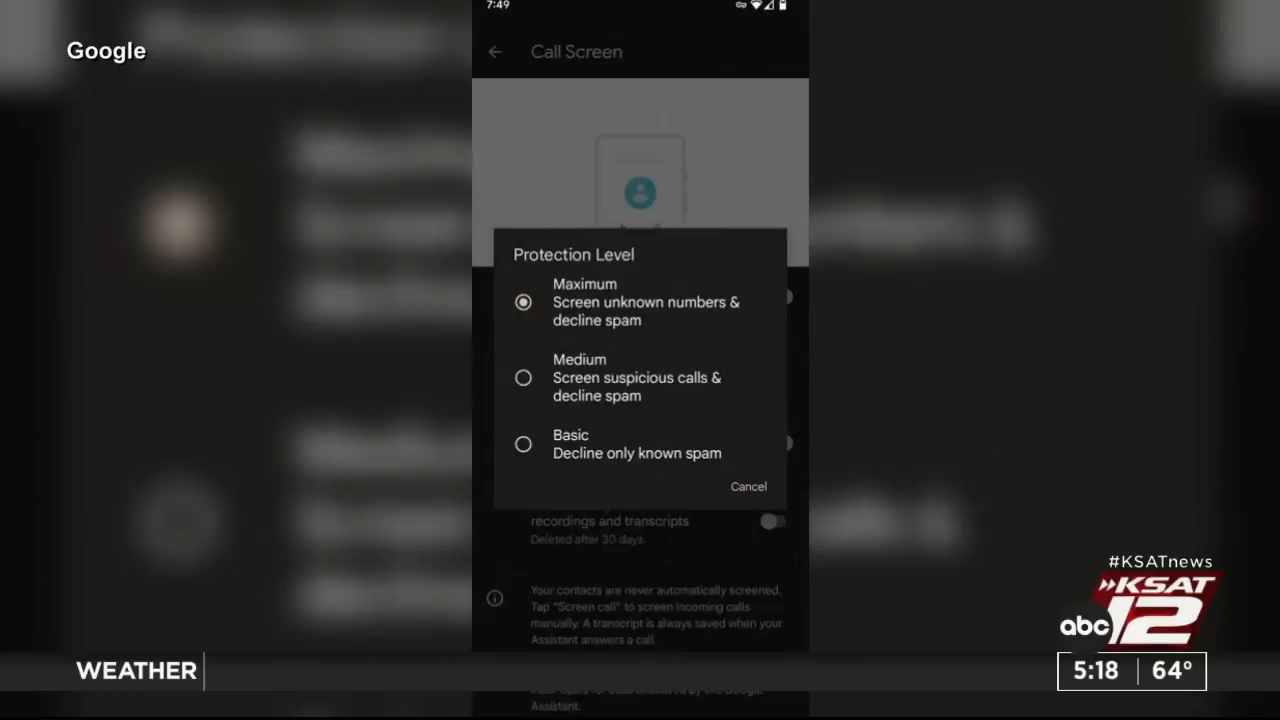 7:49
Google
Call Screen
Protection Level
Maximum
Screen unknown numbers &
decline spam
Medium
Screen suspicious calls &
decline spam
Basic
Decline only known spam
Cancel
recordings and transcripts
Deleted after 30 days.
Your contacts are never automatically screened.
Tap "Screen call" to screen incoming calls
manually. A transcript is always saved when your
Assistant answers a call.
Assistant.
#KSATnews
KSAT
abc 12
WEATHER
5:18
64°